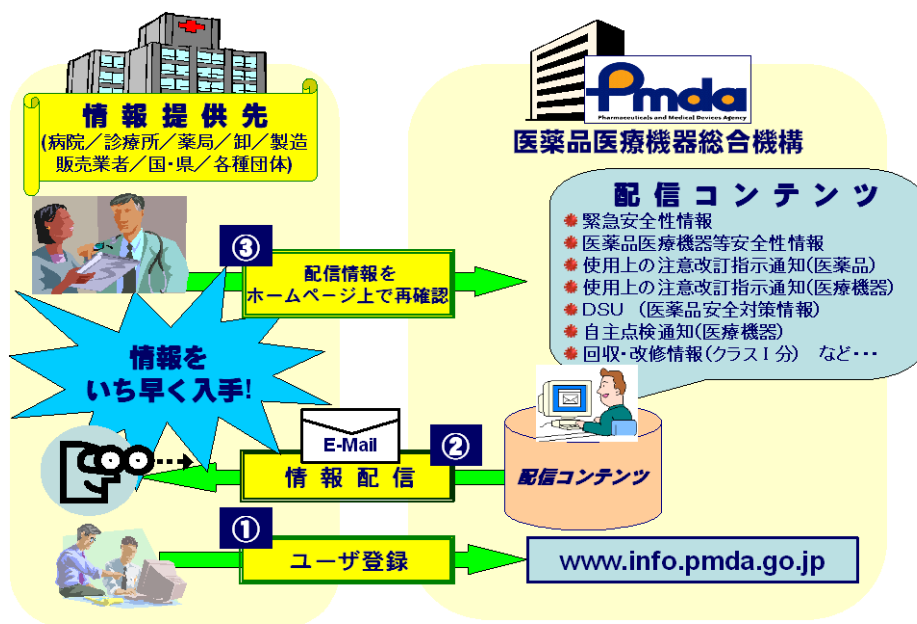 情報提供先
(病院／診療所／薬局／卸／製造
販売業者／国・県／各種団体)
Pmda
Pharmaceuticals and Medical Devices Agency
医薬品医療機器総合機構
配信コンテンツ
緊急安全性情報
医薬品医療機器等安全性情報
使用上の注意改訂指示通知(医薬品)
使用上の注意改訂指示通知(医療機器)
DSU (医薬品安全対策情報)
自主点検通知(医療機器)
回収・改修情報(クラスⅠ分) など・・・
③
配信情報を
ホームページ上で再確認
情報を
いち早く入手!
E-Mail
②
情報配信
配信コンテンツ
①
ユーザ登録
www.info.pmda.go.jp